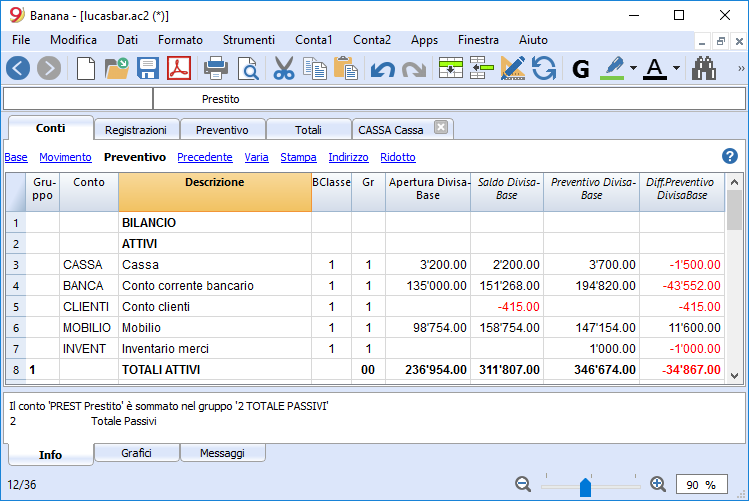 Banana - [lucasbar.ac2 (*)]
File Modifica Dati Formato Strumenti Conta1 Conta2 Apps Finestra Aiuto
G A »
Prestito
Conti Registrazioni Preventivo Totali CASSA Cassa
Base Movimento Preventivo Precedente Varia Stampa Indirizzo Ridotto ?
Gru- Conto Descrizione BClasse Gr Apertura Divisa- Saldo Divisa- Preventivo Divisa- Diff.Preventivo
ppo Base Base Base DivisaBase
1 BILANCIO
2 ATTIVI
3 CASSA Cassa 1 1 3'200.00 2'200.00 3'700.00 -1'500.00
4 BANCA Conto corrente bancario 1 1 135'000.00 151'268.00 194'820.00 -43'552.00
5 CLIENTI Conto clienti 1 1 -415.00 -415.00
6 MOBILIO Mobilio 1 1 98'754.00 158'754.00 147'154.00 11'600.00
7 INVENT Inventario merci 1 1 1'000.00 -1'000.00
8 1 TOTALI ATTIVI 00 236'954.00 311'807.00 346'674.00 -34'867.00
Il conto 'PREST Prestito' è sommato nel gruppo '2 TOTALE PASSIVI'
2 Totale Passivi
Info Grafici Messaggi
12/36 90 %